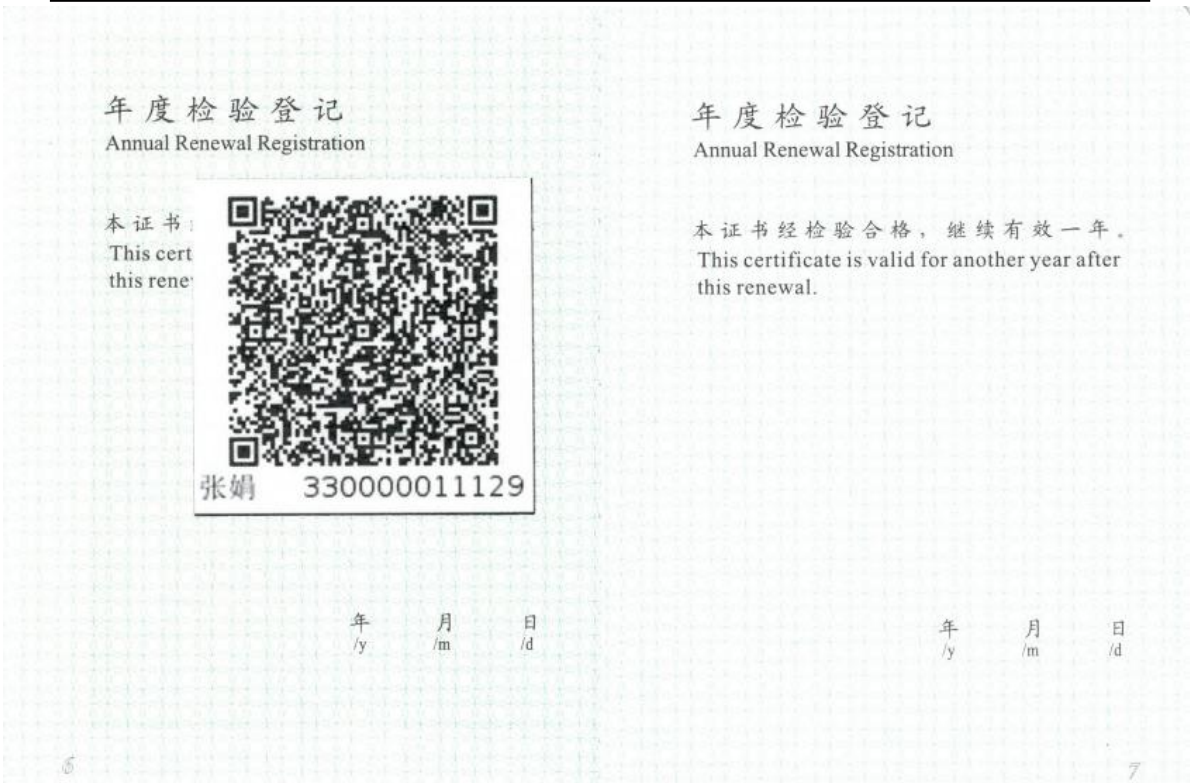 年度检验登记
Annual Renewal Registration
本证书
This cert
this rene
张娟 330000011129
年 月 日
/y /m /d
6
年度检验登记
Annual Renewal Registration
本证书经检验合格，继续有效一年。
This certificate is valid for another year after
this renewal.
年 月 日
/y /m /d
7